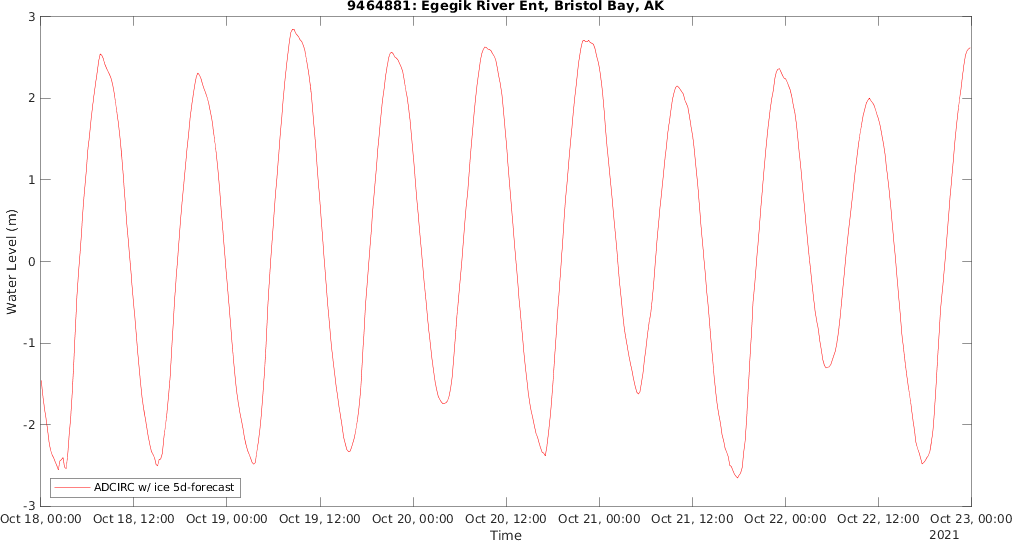 9464881: Egegik River Ent, Bristol Bay, AK
3
2
1
0
-1
-2
-3
Water Level (m)
ADCIRC w/ ice 5d-forecast
Oct 18, 00:00 Oct 18, 12:00 Oct 19, 00:00 Oct 19, 12:00 Oct 20, 00:00 Oct 20, 12:00 Oct 21, 00:00 Oct 21, 12:00 Oct 22, 00:00 Oct 22, 12:00 Oct 23, 00:00
Time
2021